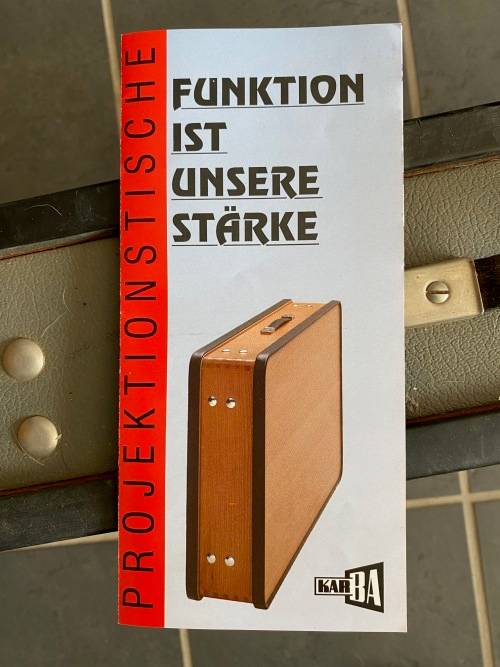 PROJEKTIONSTISCHE
FUNKTION
IST
UNSERE
STÄRKE
KARBA